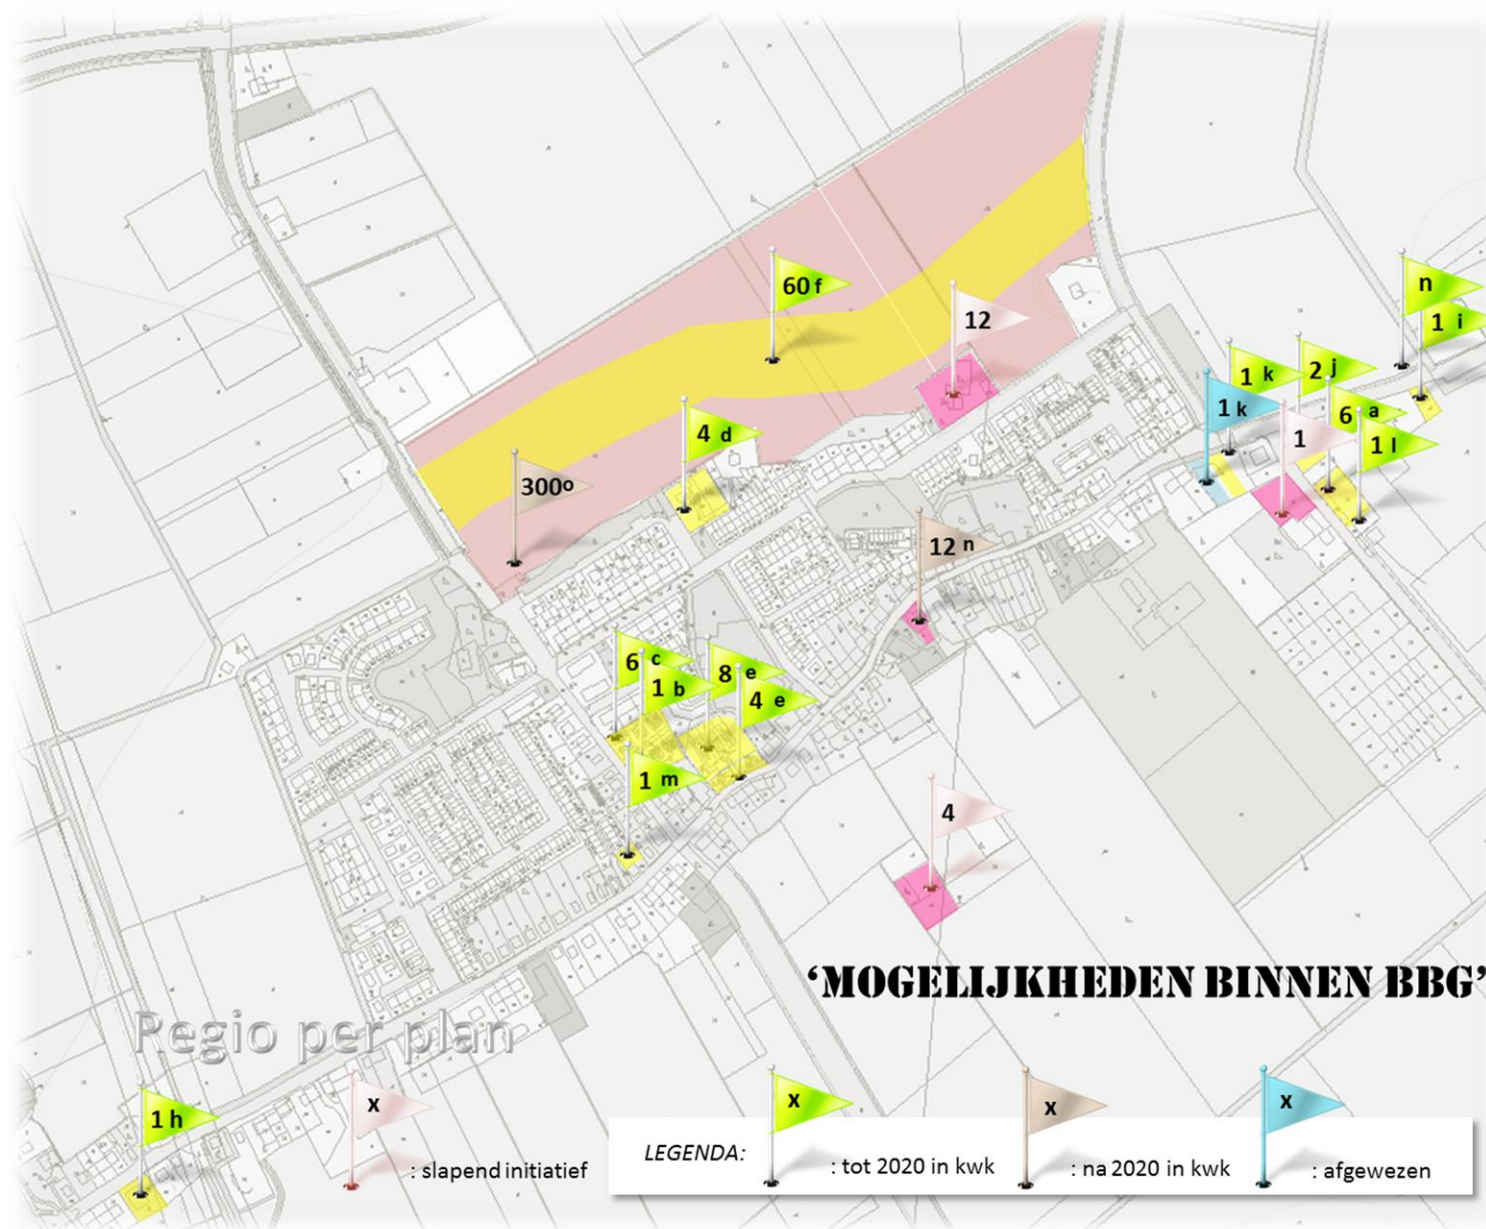 60 f
12
n
1 i
1 k
2 j
1 k
6 a
1
1 l
4 d
300o
12 n
6 c
1 b
8 e
4 e
1 m
4
‘MOGELIJKHEDEN BINNEN BBG’
Regio per plan
1 h
x
: slapend initiatief
LEGENDA:
x
: tot 2020 in kwk
x
: na 2020 in kwk
x
: afgewezen